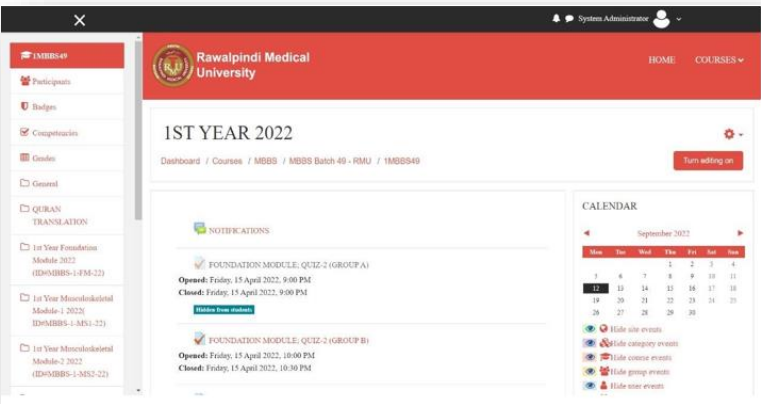 System Administrator
1MBBS49
Participants
Badges
Competencies
Grades
General
QURAN
TRANSLATION
1st Year Foundation
Module 2022
(ID#MBBS-1-FM-22)
1st Year Musculoskeletal
Module-1 2022(
ID#MBBS-1-MS1-22)
1st Year Musculoskeletal
Module-2 2022
(ID#MBBS-1-MS2-22)
RMU
Rawalpindi Medical
University
HOME COURSES
1ST YEAR 2022
Dashboard / Courses / MBBS / MBBS Batch 49 - RMU / 1MBBS49
Turn editing on
NOTIFICATIONS
FOUNDATION MODULE; QUIZ-2 (GROUP A)
Opened: Friday, 15 April 2022, 9:00 PM
Closed: Friday, 15 April 2022, 9:00 PM
Hidden from students
FOUNDATION MODULE; QUIZ-2 (GROUP B)
Opened: Friday, 15 April 2022, 10:00 PM
Closed: Friday, 15 April 2022, 10:30 PM
CALENDAR
September 2022
Mon Tue Wed Thu Fri Sat Sun
1 2 3 4
5 6 7 8 9 10 11
12 13 14 15 16 17 18
19 20 21 22 23 24 25
26 27 28 29 30
Hide site events
Hide category events
Hide course events
Hide group events
Hide user events